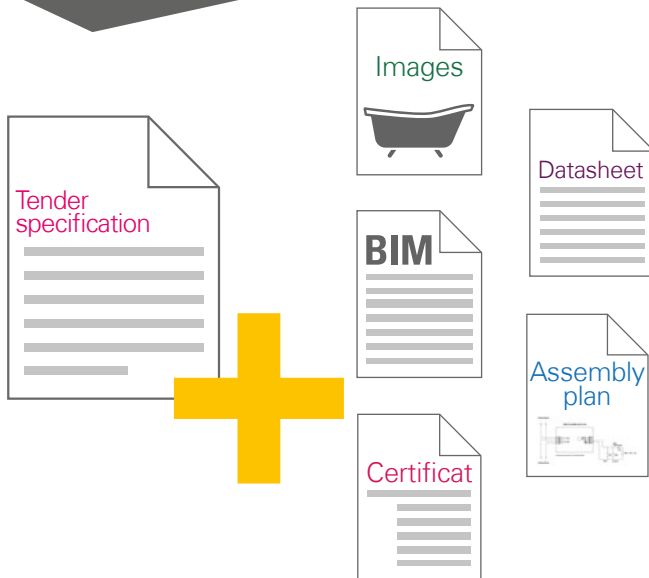 Images
Datasheet
Tender
specification
BIM
Assembly
plan
Certificat